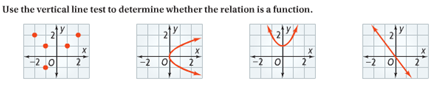 Use the vertical line test to determine whether the relation is a function.
2 y x −2 O 2
2 y x −2 O 2
2 y x −2 O 2
2 y x −2 O 2